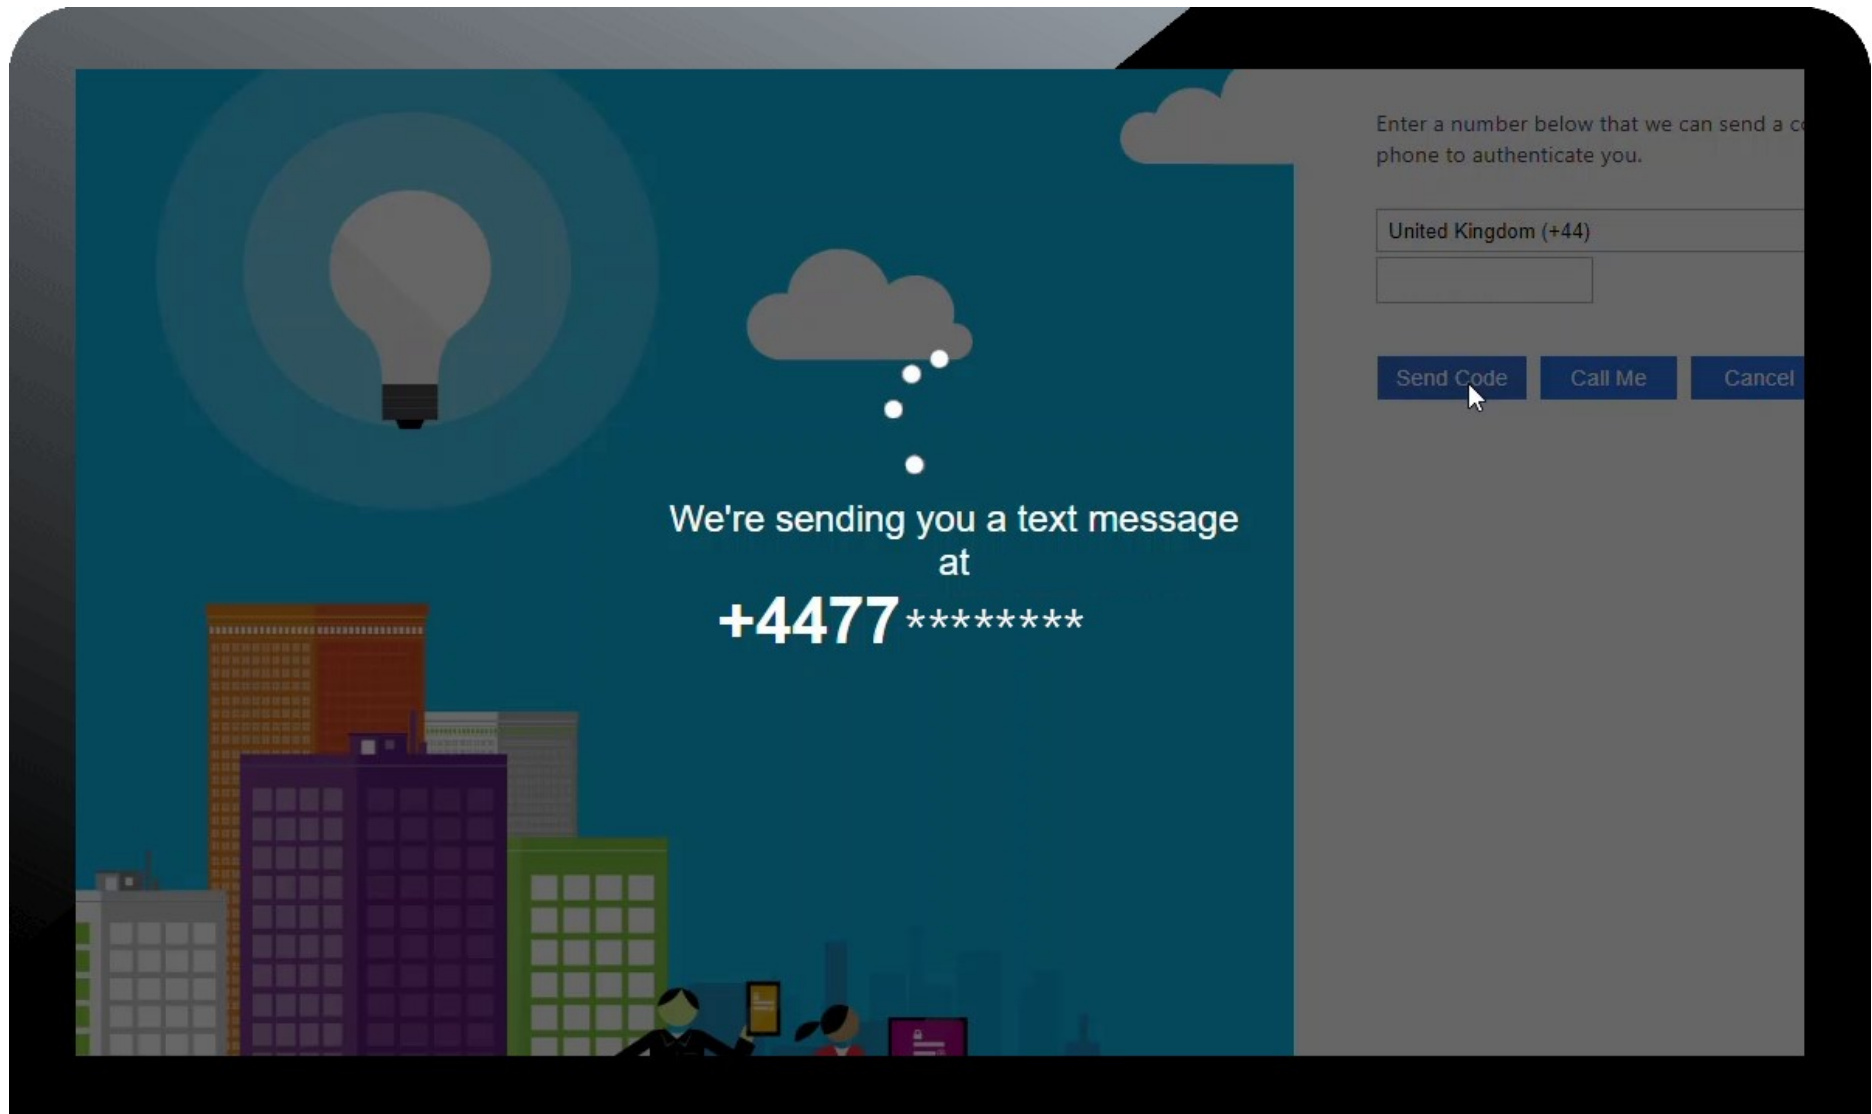 Enter a number below that we can send a
phone to authenticate you.
United Kingdom (+44)
Send Code
Call Me
Cancel
We're sending you a text message
at
+4477********